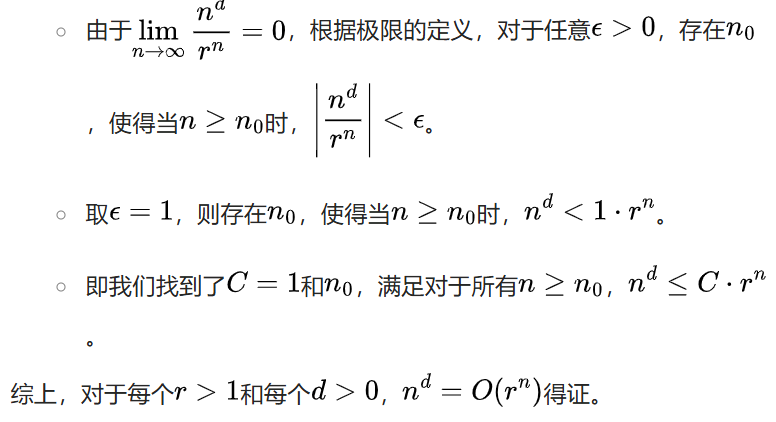 ○ 由于$\lim_{n \to \infty} \frac{n^d}{r^n} = 0$，根据极限的定义，对于任意$\epsilon > 0$，存在$n_0$
，使得当$n \geq n_0$时，$\left| \frac{n^d}{r^n} \right| < \epsilon$。
○ 取$\epsilon = 1$，则存在$n_0$，使得当$n \geq n_0$时，$n^d < 1 \cdot r^n$。
○ 即我们找到了$C = 1$和$n_0$，满足对于所有$n \geq n_0$，$n^d \leq C \cdot r^n$
。
综上，对于每个$r > 1$和每个$d > 0$，$n^d = O(r^n)$得证。